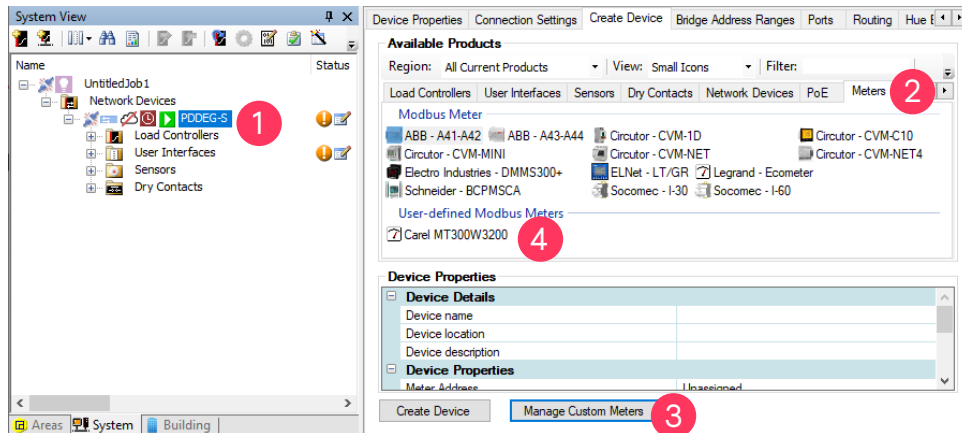 System View
Name
Status
UntitledJob1
Network Devices
PDDEG-S
1
Load Controllers
User Interfaces
Sensors
Dry Contacts
Areas
System
Building
Device Properties
Connection Settings
Create Device
Bridge Address Ranges
Ports
Routing
Available Products
Region: All Current Products
View: Small Icons
Filter:
Load Controllers
User Interfaces
Sensors
Dry Contacts
Network Devices
PoE
Meters
2
Modbus Meter
ABB - A41-A42
ABB - A43-A44
Circutor - CVM-1D
Circutor - CVM-C10
Circutor - CVM-MINI
Circutor - CVM-NET
Circutor - CVM-NET4
Electro Industries - DMMS300+
ELNet - LT/GR
Legrand - Ecometer
Schneider - BCPMSCA
Socomec - I-30
Socomec - I-60
User-defined Modbus Meters
Carel MT300W3200
4
Device Properties
Device Details
Device name
Device location
Device description
Device Properties
Meter Address
Unassigned
Create Device
Manage Custom Meters
3